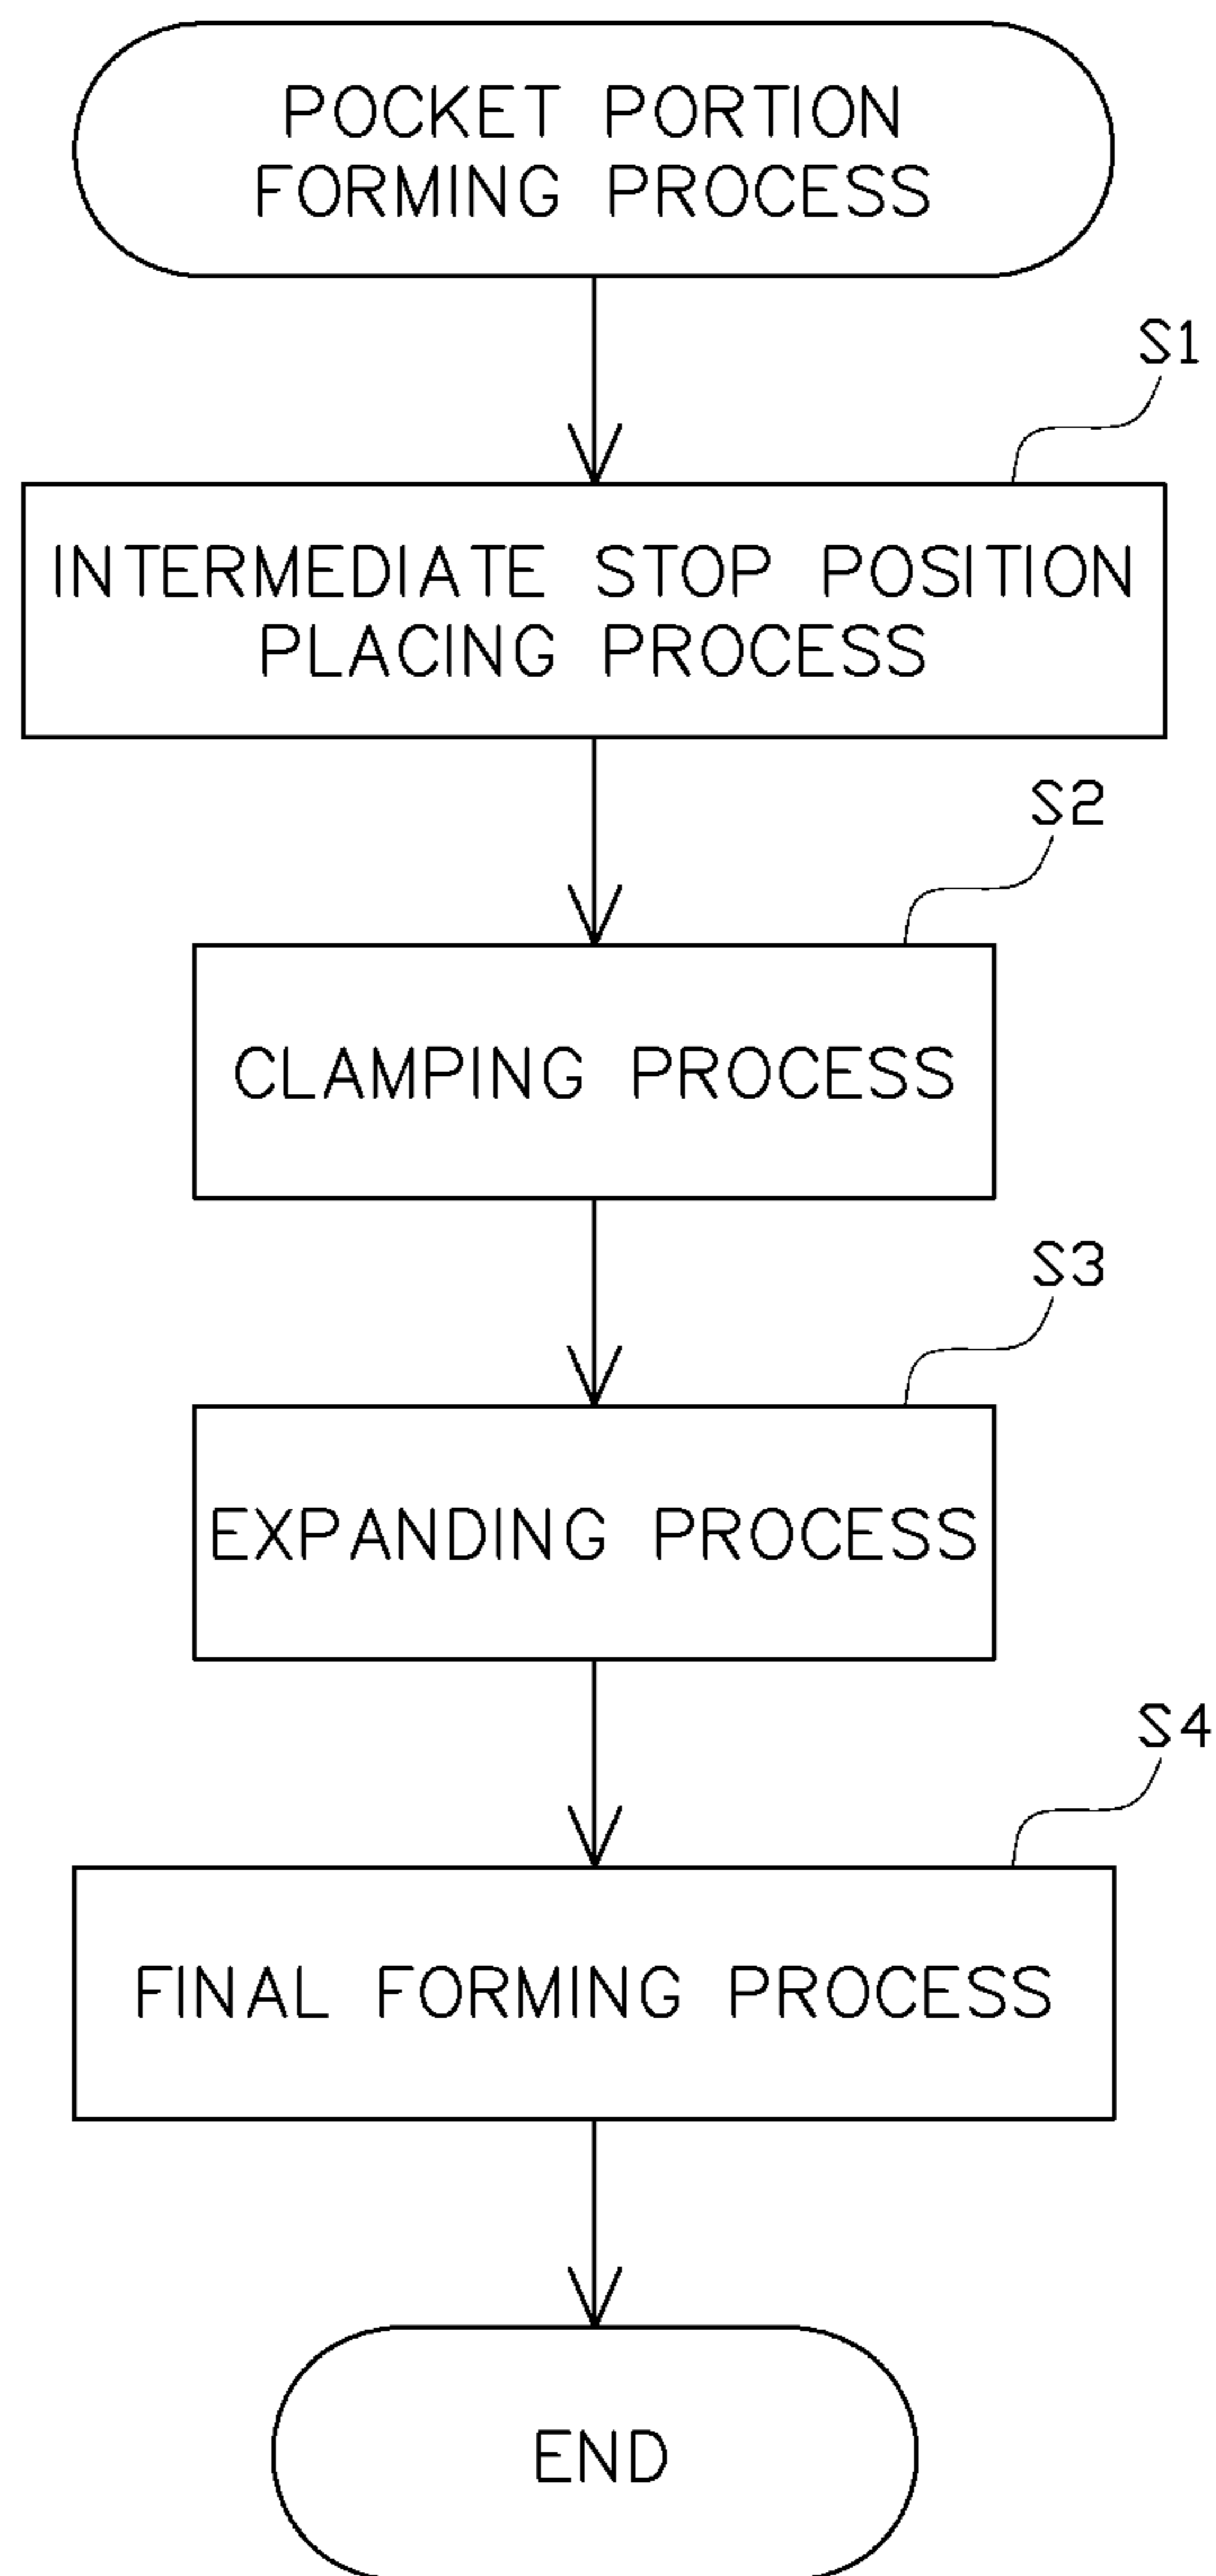 POCKET PORTION
FORMING PROCESS
S1
INTERMEDIATE STOP POSITION
PLACING PROCESS
S2
CLAMPING PROCESS
S3
EXPANDING PROCESS
S4
FINAL FORMING PROCESS
END